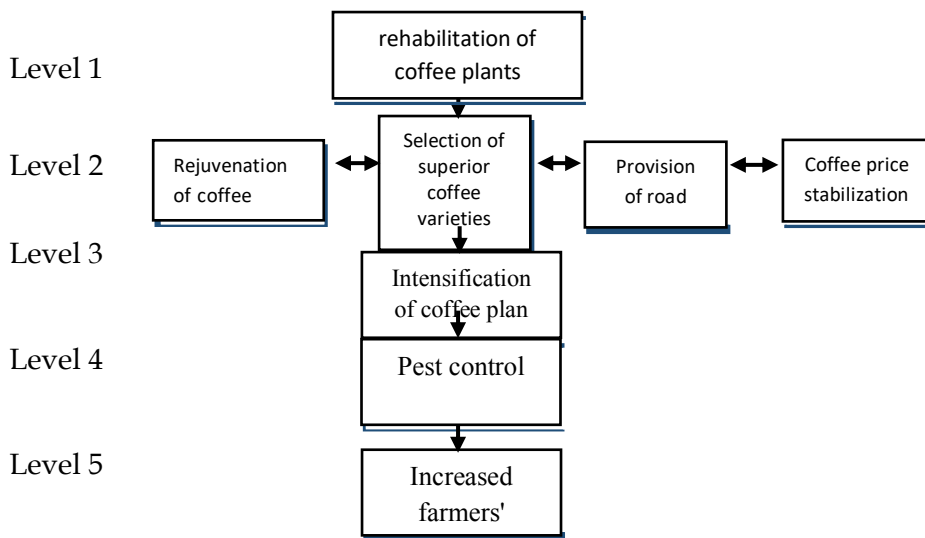 rehabilitation of
coffee plants
Level 1
Level 2
Rejuvenation
of coffee
Selection of
superior
coffee
varieties
Provision
of road
Coffee price
stabilization
Level 3
Intensification
of coffee plan
Level 4
Pest control
Level 5
Increased
farmers'